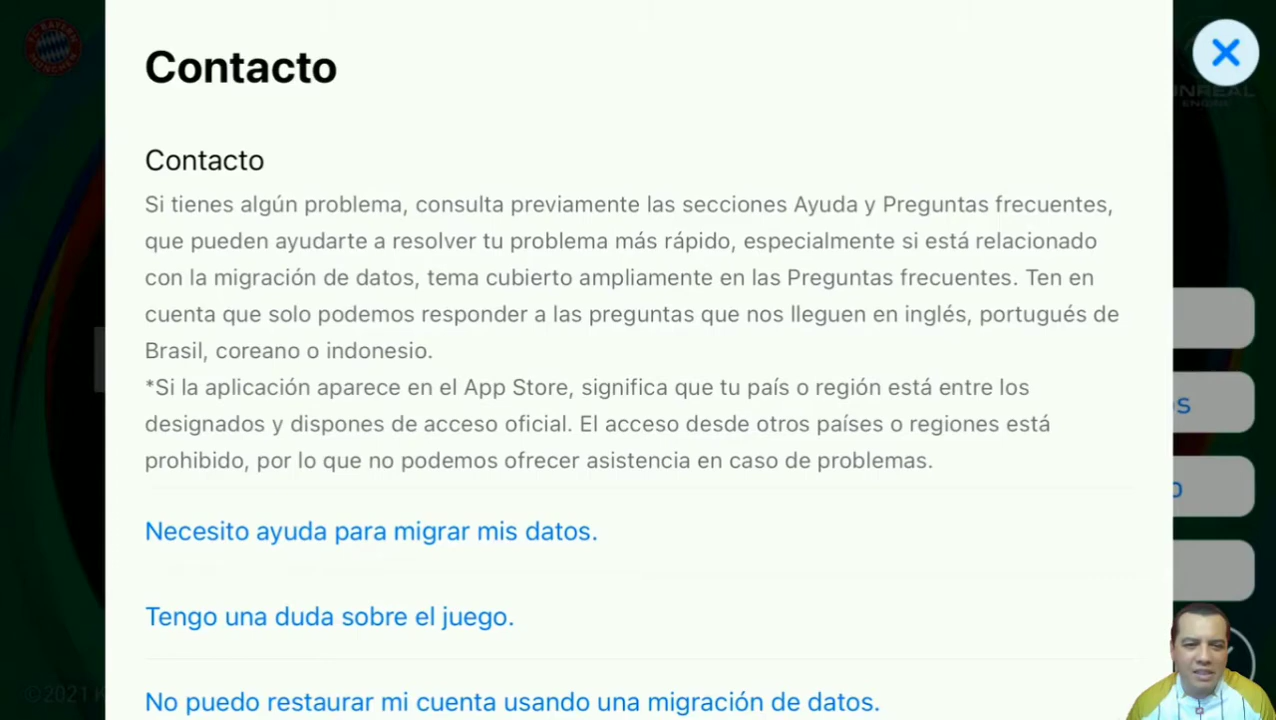 Contacto
FC BAYERN
MÜNCHEN
UNREAL
ENGINE
Contacto
Si tienes algún problema, consulta previamente las secciones Ayuda y Preguntas frecuentes,
que pueden ayudarte a resolver tu problema más rápido, especialmente si está relacionado
con la migración de datos, tema cubierto ampliamente en las Preguntas frecuentes. Ten en
cuenta que solo podemos responder a las preguntas que nos lleguen en inglés, portugués de
Brasil, coreano o indonesio.
*Si la aplicación aparece en el App Store, significa que tu país o región está entre los
designados y dispones de acceso oficial. El acceso desde otros países o regiones está
prohibido, por lo que no podemos ofrecer asistencia en caso de problemas.
Necesito ayuda para migrar mis datos.
Tengo una duda sobre el juego.
No puedo restaurar mi cuenta usando una migración de datos.
©2021 K